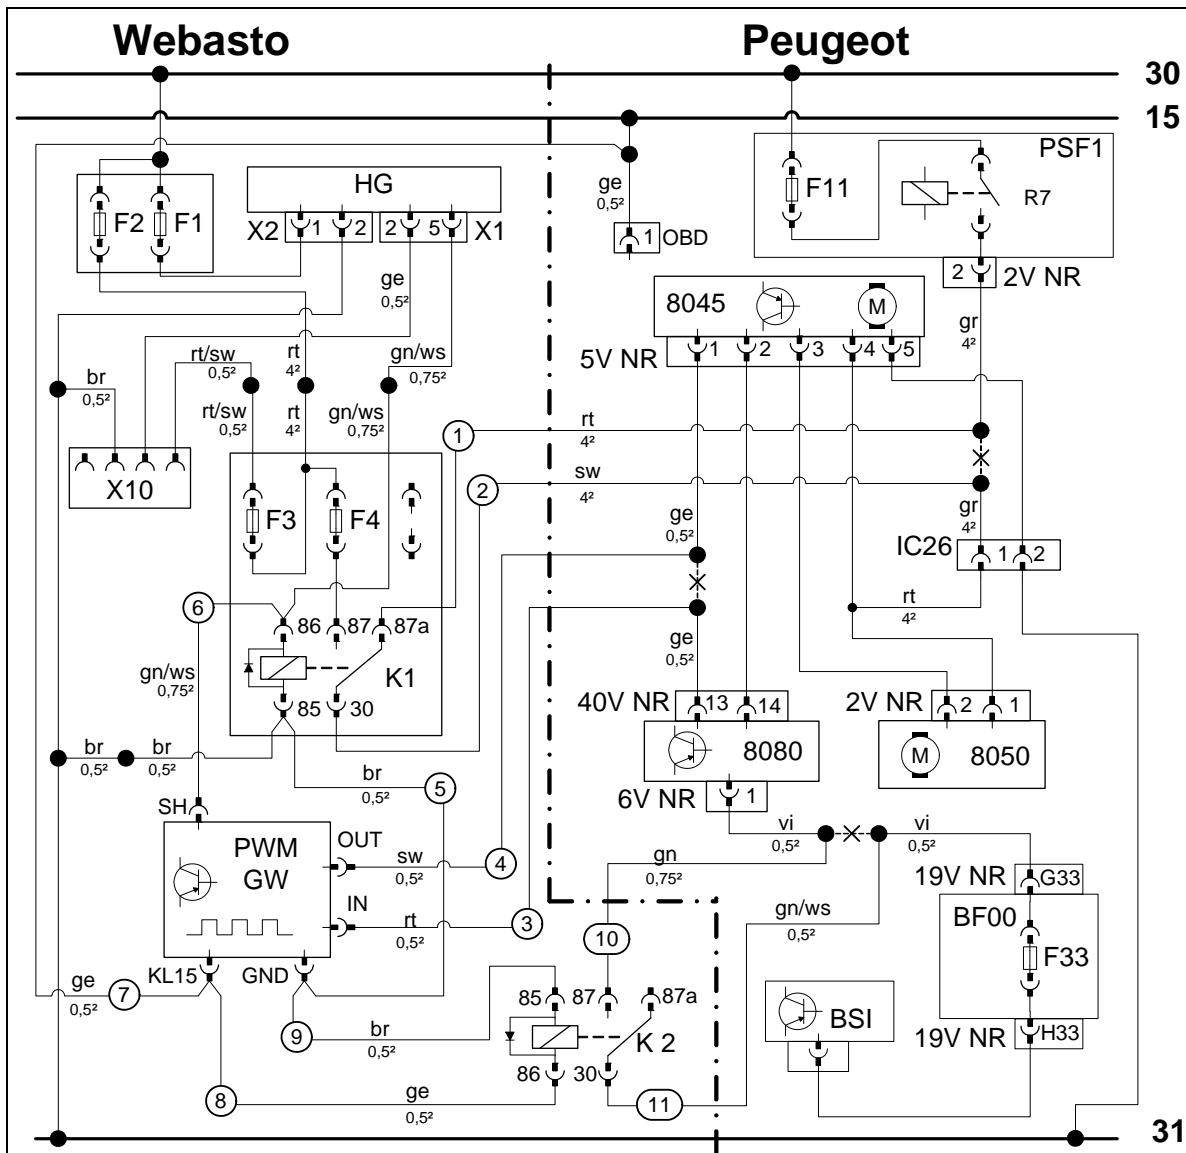 Webasto Peugeot
30
15
PSF1
HG
F2 F1
F11
R7
ge
0,5²
X2 1 2 2 5 X1
1 OBD
2 2V NR
ge
0,5²
8045 M
gr
4²
5V NR 1 2 3 4 5
rt/sw
0,5²
rt
4²
gn/ws
0,75²
br
0,5²
rt/sw
0,5²
rt
4²
gn/ws
0,75²
1
rt
4²
X10
2
sw
4²
F3 F4
ge
0,5²
gr
4²
IC26 1 2
6
rt
4²
86 87 87a
ge
0,5²
gn/ws
0,75²
K1
85 30
40V NR 13 14
2V NR 2 1
br
0,5²
br
0,5²
8080
M 8050
br
0,5²
5
6V NR 1
SH
PWM
GW
OUT
sw
0,5²
4
vi
0,5²
vi
0,5²
gn
0,75²
19V NR G33
IN
rt
0,5²
3
10
gn/ws
0,5²
BF00
F33
KL15 GND
ge
0,5²
7
85 87 87a
9
br
0,5²
K 2
BSI
19V NR H33
86 30
8
ge
0,5²
11
31